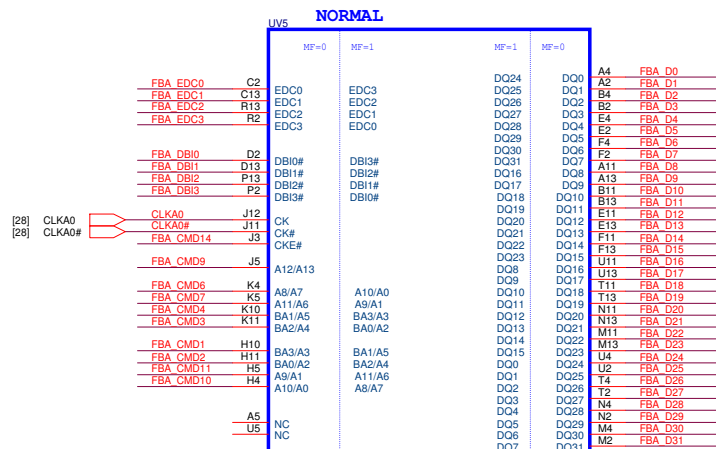 NORMAL
UV5
MF=0 MF=1 MF=1 MF=0
DQ24 DQ0 A4 FBA_D0
FBA_EDC0 C2 EDC0 EDC3 DQ25 DQ1 A2 FBA_D1
FBA_EDC1 C13 EDC1 EDC2 DQ26 DQ2 B4 FBA_D2
FBA_EDC2 R13 EDC2 EDC1 DQ27 DQ3 B2 FBA_D3
FBA_EDC3 R2 EDC3 EDC0 DQ28 DQ4 E4 FBA_D4
DQ29 DQ5 E2 FBA_D5
DQ30 DQ6 F4 FBA_D6
FBA_DBI0 D2 DBI0# DBI3# DQ31 DQ7 F2 FBA_D7
FBA_DBI1 D13 DBI1# DBI2# DQ16 DQ8 A11 FBA_D8
FBA_DBI2 P13 DBI2# DBI1# DQ17 DQ9 A13 FBA_D9
FBA_DBI3 P2 DBI3# DBI0# DQ18 DQ10 B11 FBA_D10
DQ19 DQ11 B13 FBA_D11
[28] CLKA0 CLKA0 J12 CK DQ20 DQ12 E11 FBA_D12
[28] CLKA0# CLKA0# J11 CK# DQ21 DQ13 E13 FBA_D13
FBA_CMD14 J3 CKE# DQ22 DQ14 F11 FBA_D14
DQ23 DQ15 F13 FBA_D15
FBA_CMD9 J5 A12/A13 DQ8 DQ16 U11 FBA_D16
DQ9 DQ17 U13 FBA_D17
FBA_CMD6 K4 A8/A7 A10/A0 DQ10 DQ18 T11 FBA_D18
FBA_CMD7 K5 A11/A6 A9/A1 DQ11 DQ19 T13 FBA_D19
FBA_CMD4 K10 BA1/A5 BA3/A3 DQ12 DQ20 N11 FBA_D20
FBA_CMD3 K11 BA2/A4 BA0/A2 DQ13 DQ21 N13 FBA_D21
DQ14 DQ22 M11 FBA_D22
FBA_CMD1 H10 BA3/A3 BA1/A5 DQ15 DQ23 M13 FBA_D23
FBA_CMD2 H11 BA0/A2 BA2/A4 DQ0 DQ24 U4 FBA_D24
FBA_CMD11 H5 A9/A1 A11/A6 DQ1 DQ25 U2 FBA_D25
FBA_CMD10 H4 A10/A0 A8/A7 DQ2 DQ26 T4 FBA_D26
DQ3 DQ27 T2 FBA_D27
DQ4 DQ28 N4 FBA_D28
A5 NC DQ5 DQ29 N2 FBA_D29
U5 NC DQ6 DQ30 M4 FBA_D30
DQ7 DQ31 M2 FBA_D31